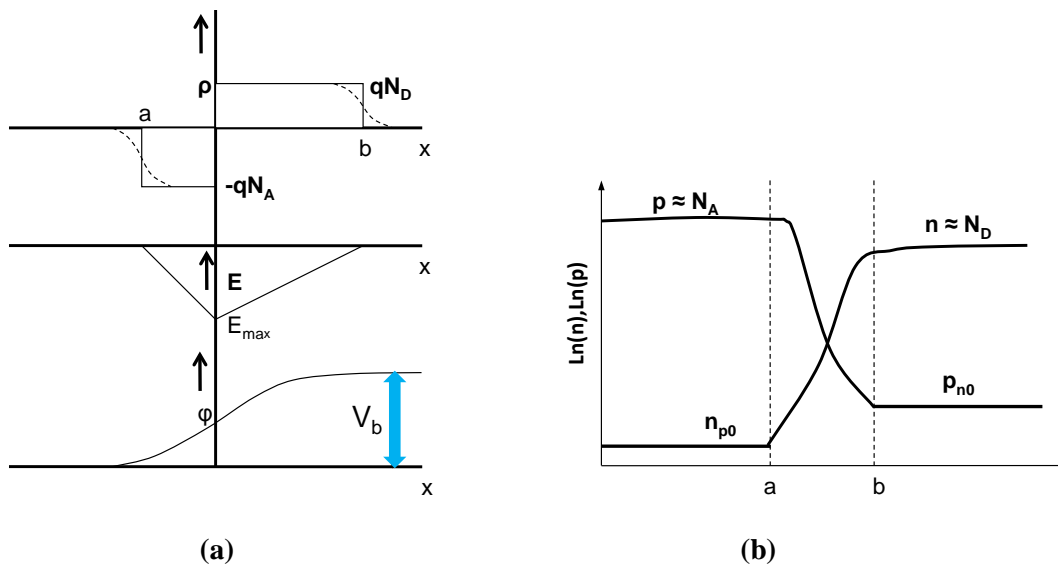 ρ
qN_D
a
b
x
-qN_A
x
E
E_max
φ
V_b
x
(a)
Ln(n),Ln(p)
p ≈ N_A
n ≈ N_D
n_p0
p_n0
a
b
(b)